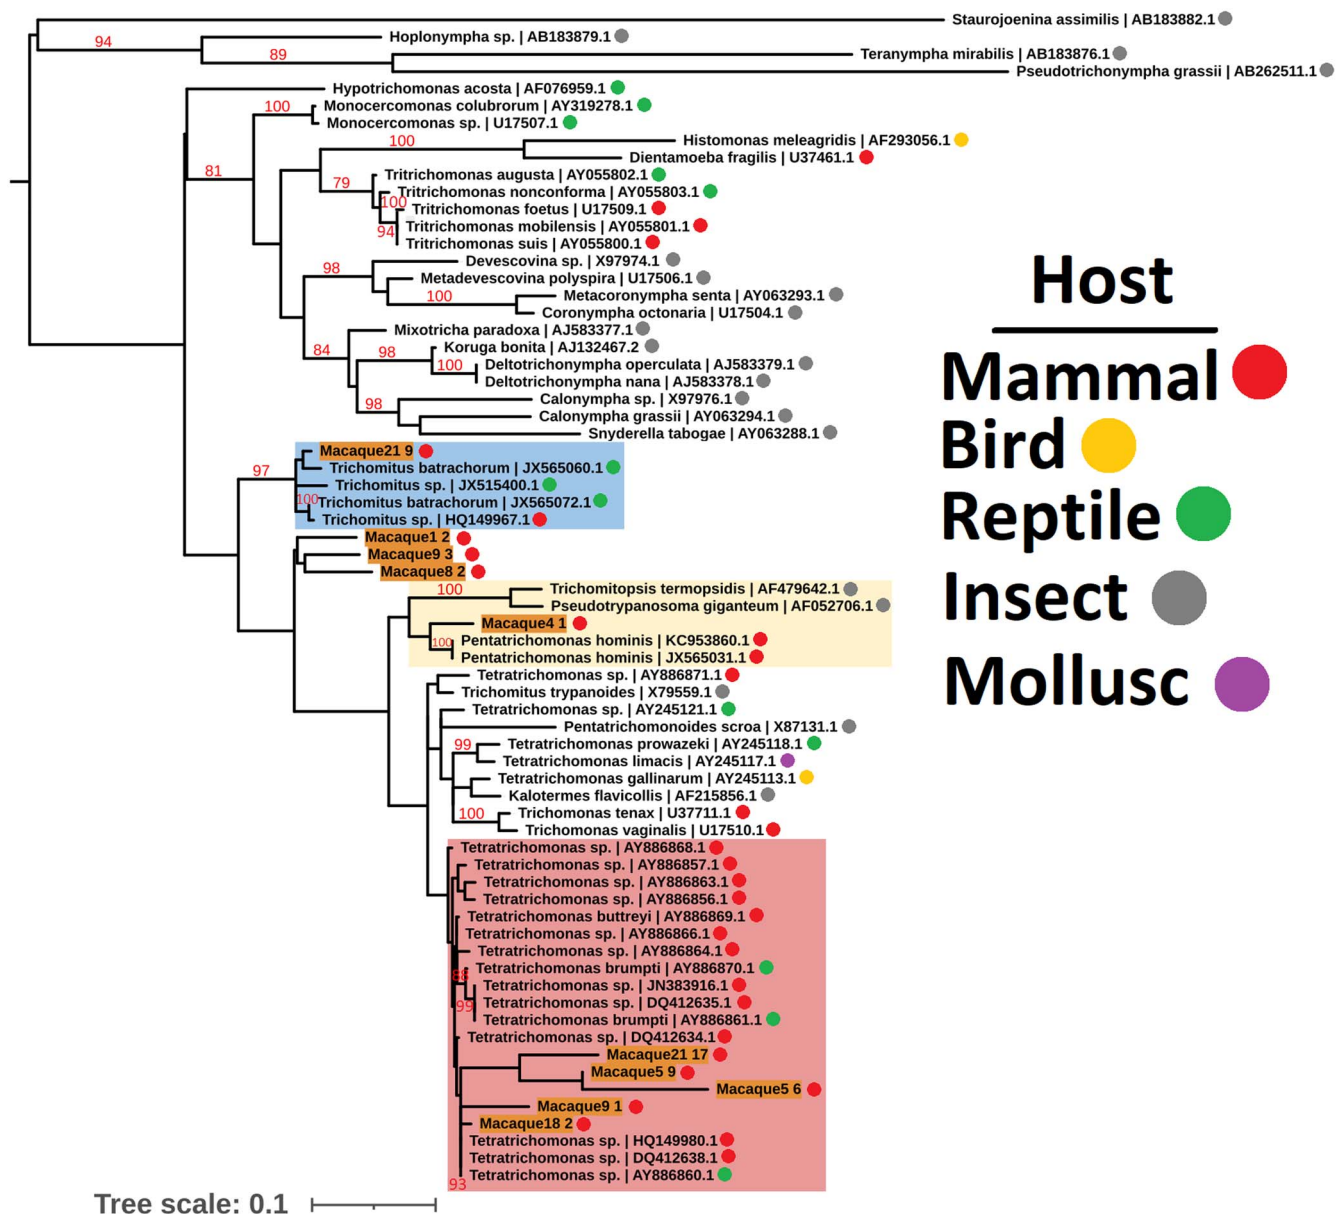 Staurojoenina assimilis | AB183882.1
94
Hoplonympha sp. | AB183879.1
89
Teranympha mirabilis | AB183876.1
Pseudotrichonympha grassii | AB262511.1
Hypotrichomonas acosta | AF076959.1
100
Monocercomonas colubrorum | AY319278.1
Monocercomonas sp. | U17507.1
100
Histomonas meleagridis | AF293056.1
Dientamoeba fragilis | U37461.1
81
Tritrichomonas augusta | AY055802.1
79
Tritrichomonas nonconforma | AY055803.1
100
Tritrichomonas foetus | U17509.1
Tritrichomonas mobilensis | AY055801.1
94
Tritrichomonas suis | AY055800.1
Devescovina sp. | X97974.1
98
Metadevescovina polyspira | U17506.1
100
Metacoronympha senta | AY063293.1
Coronympha octonaria | U17504.1
Mixotricha paradoxa | AJ583377.1
84
98
Koruga bonita | AJ132467.2
100
Deltotrichonympha operculata | AJ583379.1
Deltotrichonympha nana | AJ583378.1
98
Calonympha sp. | X97976.1
Calonympha grassii | AY063294.1
Snyderella tabogae | AY063288.1
Macaque21 9
97
Trichomitus batrachorum | JX565060.1
Trichomitus sp. | JX515400.1
100
Trichomitus batrachorum | JX565072.1
Trichomitus sp. | HQ149967.1
Macaque1 2
Macaque9 3
Macaque8 2
100
Trichomitopsis termopsidis | AF479642.1
Pseudotrypanosoma giganteum | AF052706.1
Macaque4 1
100
Pentatrichomonas hominis | KC953860.1
Pentatrichomonas hominis | JX565031.1
Tetratrichomonas sp. | AY886871.1
Trichomitus trypanoides | X79559.1
Tetratrichomonas sp. | AY245121.1
Pentatrichomonoides scroa | X87131.1
99
Tetratrichomonas prowazeki | AY245118.1
Tetratrichomonas limacis | AY245117.1
Tetratrichomonas gallinarum | AY245113.1
Kalotermes flavicollis | AF215856.1
100
Trichomonas tenax | U37711.1
Trichomonas vaginalis | U17510.1
Tetratrichomonas sp. | AY886868.1
Tetratrichomonas sp. | AY886857.1
Tetratrichomonas sp. | AY886863.1
Tetratrichomonas sp. | AY886856.1
Tetratrichomonas buttreyi | AY886869.1
Tetratrichomonas sp. | AY886866.1
Tetratrichomonas sp. | AY886864.1
Tetratrichomonas brumpti | AY886870.1
Tetratrichomonas sp. | JN383916.1
99
Tetratrichomonas sp. | DQ412635.1
Tetratrichomonas brumpti | AY886861.1
Tetratrichomonas sp. | DQ412634.1
Macaque21 17
Macaque5 9
Macaque5 6
Macaque9 1
Macaque18 2
Tetratrichomonas sp. | HQ149980.1
Tetratrichomonas sp. | DQ412638.1
Tetratrichomonas sp. | AY886860.1
93
Tree scale: 0.1
Host
Mammal
Bird
Reptile
Insect
Mollusc